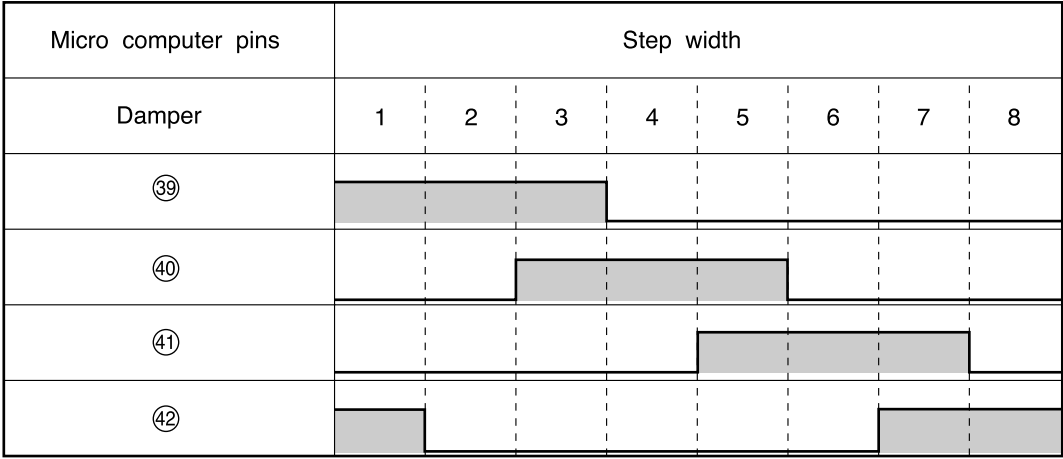 Micro computer pins Step width
Damper 1 2 3 4 5 6 7 8
㊴
㊵
㊶
㊷